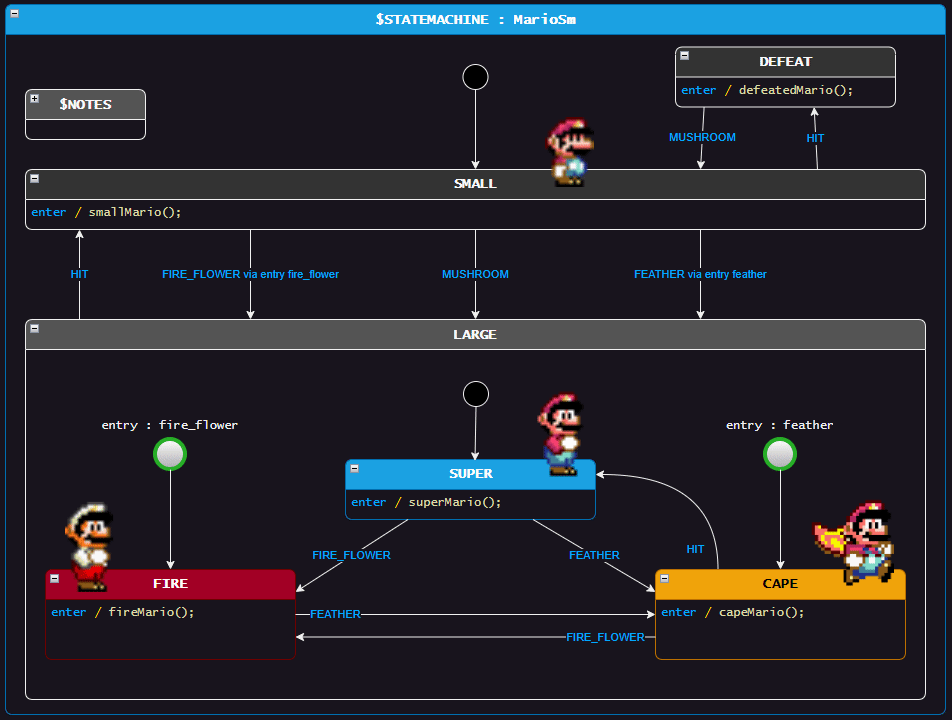 $STATEMACHINE : MarioSm
DEFEAT
enter / defeatedMario();
$NOTES
MUSHROOM
HIT
SMALL
enter / smallMario();
HIT
FIRE_FLOWER via entry fire_flower
MUSHROOM
FEATHER via entry feather
LARGE
entry : fire_flower
entry : feather
SUPER
enter / superMario();
FIRE_FLOWER
FEATHER
HIT
FIRE
enter / fireMario();
CAPE
enter / capeMario();
FEATHER
FIRE_FLOWER